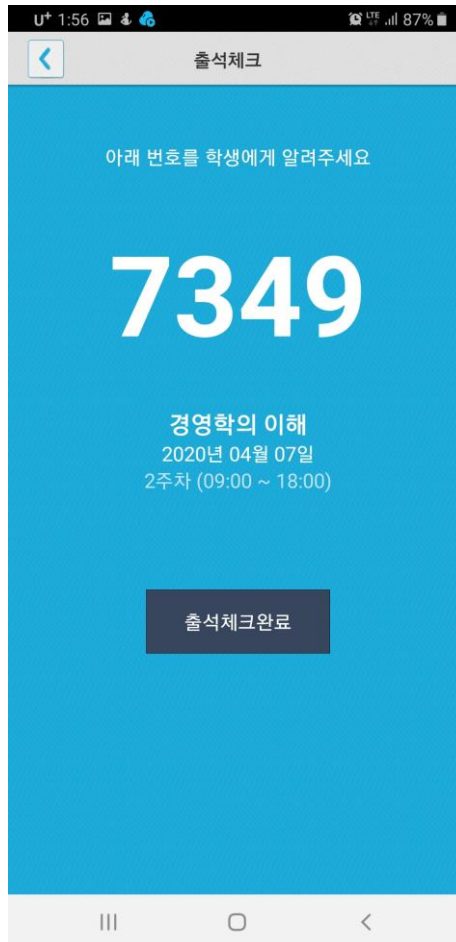 U+ 1:56 LTE 87%
출석체크
아래 번호를 학생에게 알려주세요
7349
경영학의 이해
2020년 04월 07일
2주차 (09:00 ~ 18:00)
출석체크완료